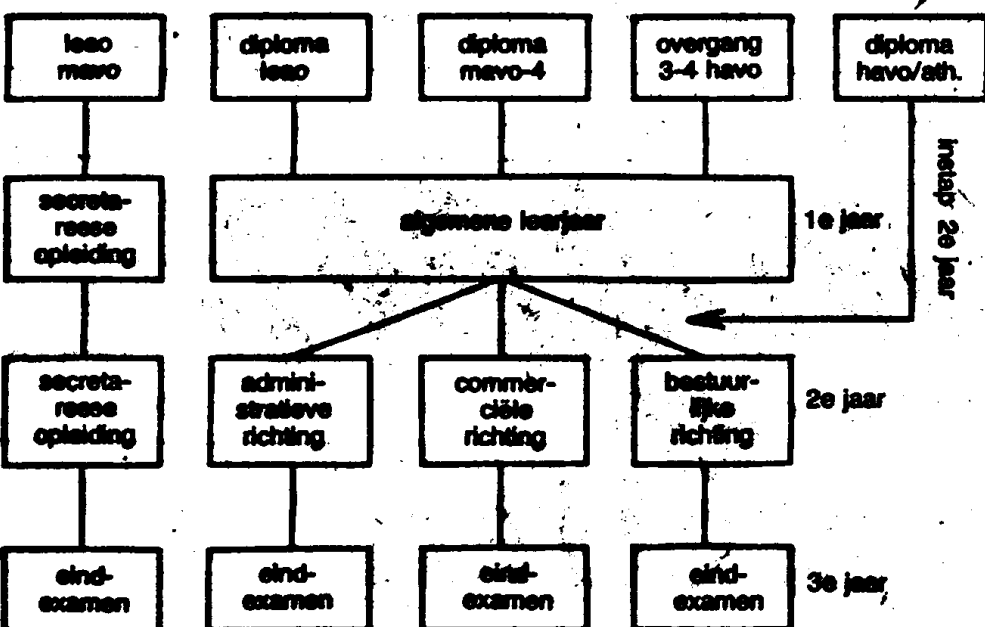 leao
mavo
diploma
leao
diploma
mavo-4
overgang
3-4 havo
diploma
havo/ath.
instap 2e jaar
secreta-
resse
opleiding
algemene leerjaar
1e jaar
secreta-
resse
opleiding
admini-
stratieve
richting
commer-
ciële
richting
bestuur-
lijke
richting
2e jaar
eind-
examen
eind-
examen
eind-
examen
eind-
examen
3e jaar